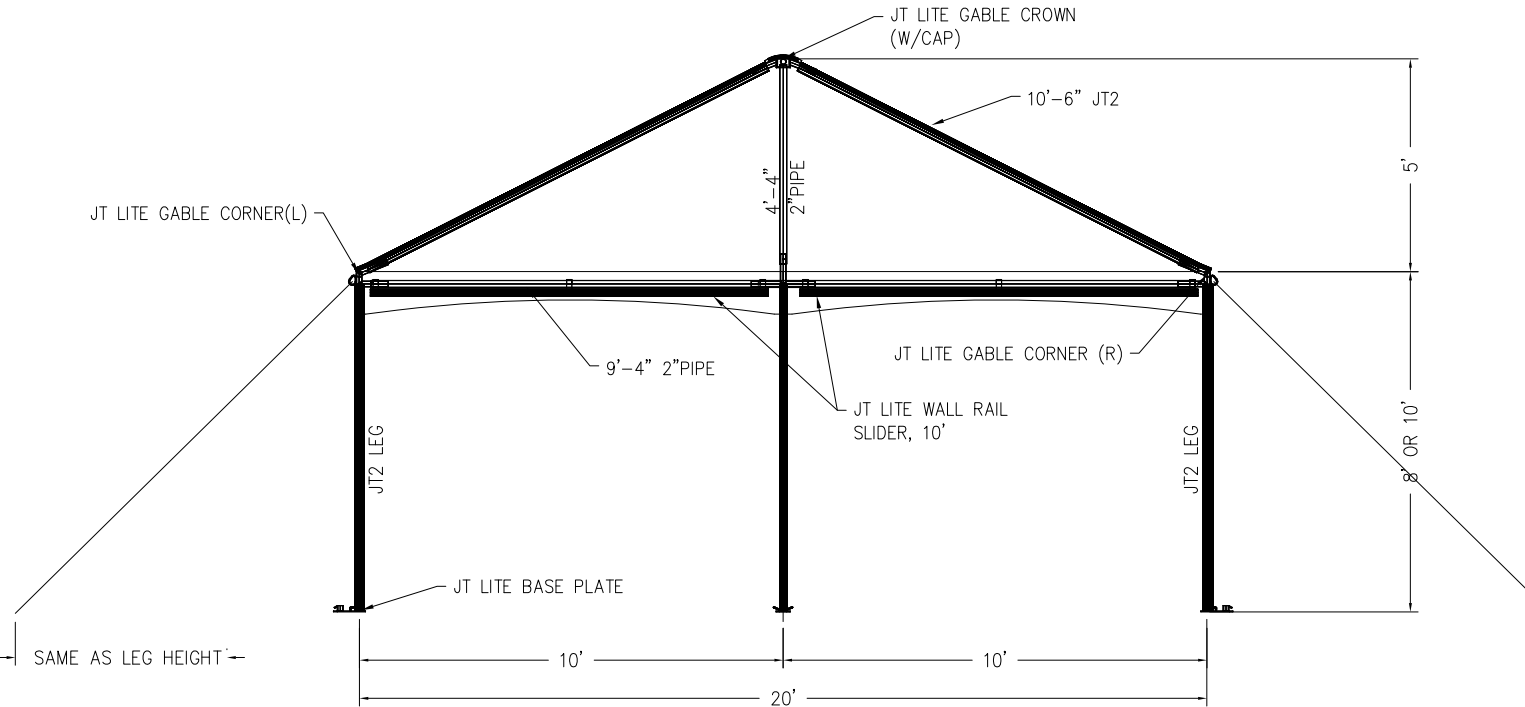 JT LITE GABLE CROWN
(W/CAP)
10'-6" JT2
5'
4'-4"
2"PIPE
JT LITE GABLE CORNER(L)
JT LITE GABLE CORNER (R)
9'-4" 2"PIPE
JT LITE WALL RAIL
SLIDER, 10'
JT2 LEG
JT2 LEG
8' OR 10'
JT LITE BASE PLATE
SAME AS LEG HEIGHT
10'
10'
20'